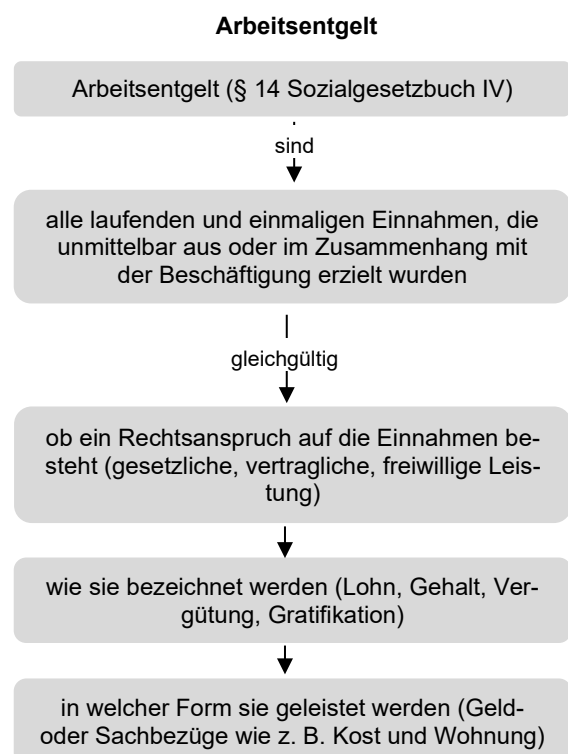 Arbeitsentgelt
Arbeitsentgelt (§ 14 Sozialgesetzbuch IV)
sind
alle laufenden und einmaligen Einnahmen, die
unmittelbar aus oder im Zusammenhang mit
der Beschäftigung erzielt wurden
gleichgültig
ob ein Rechtsanspruch auf die Einnahmen be-
steht (gesetzliche, vertragliche, freiwillige Leis-
tung)
wie sie bezeichnet werden (Lohn, Gehalt, Ver-
gütung, Gratifikation)
in welcher Form sie geleistet werden (Geld-
oder Sachbezüge wie z. B. Kost und Wohnung)